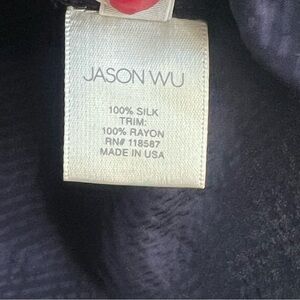 JASON WU
100% SILK
TRIM:
100% RAYON
RN# 118587
MADE IN USA